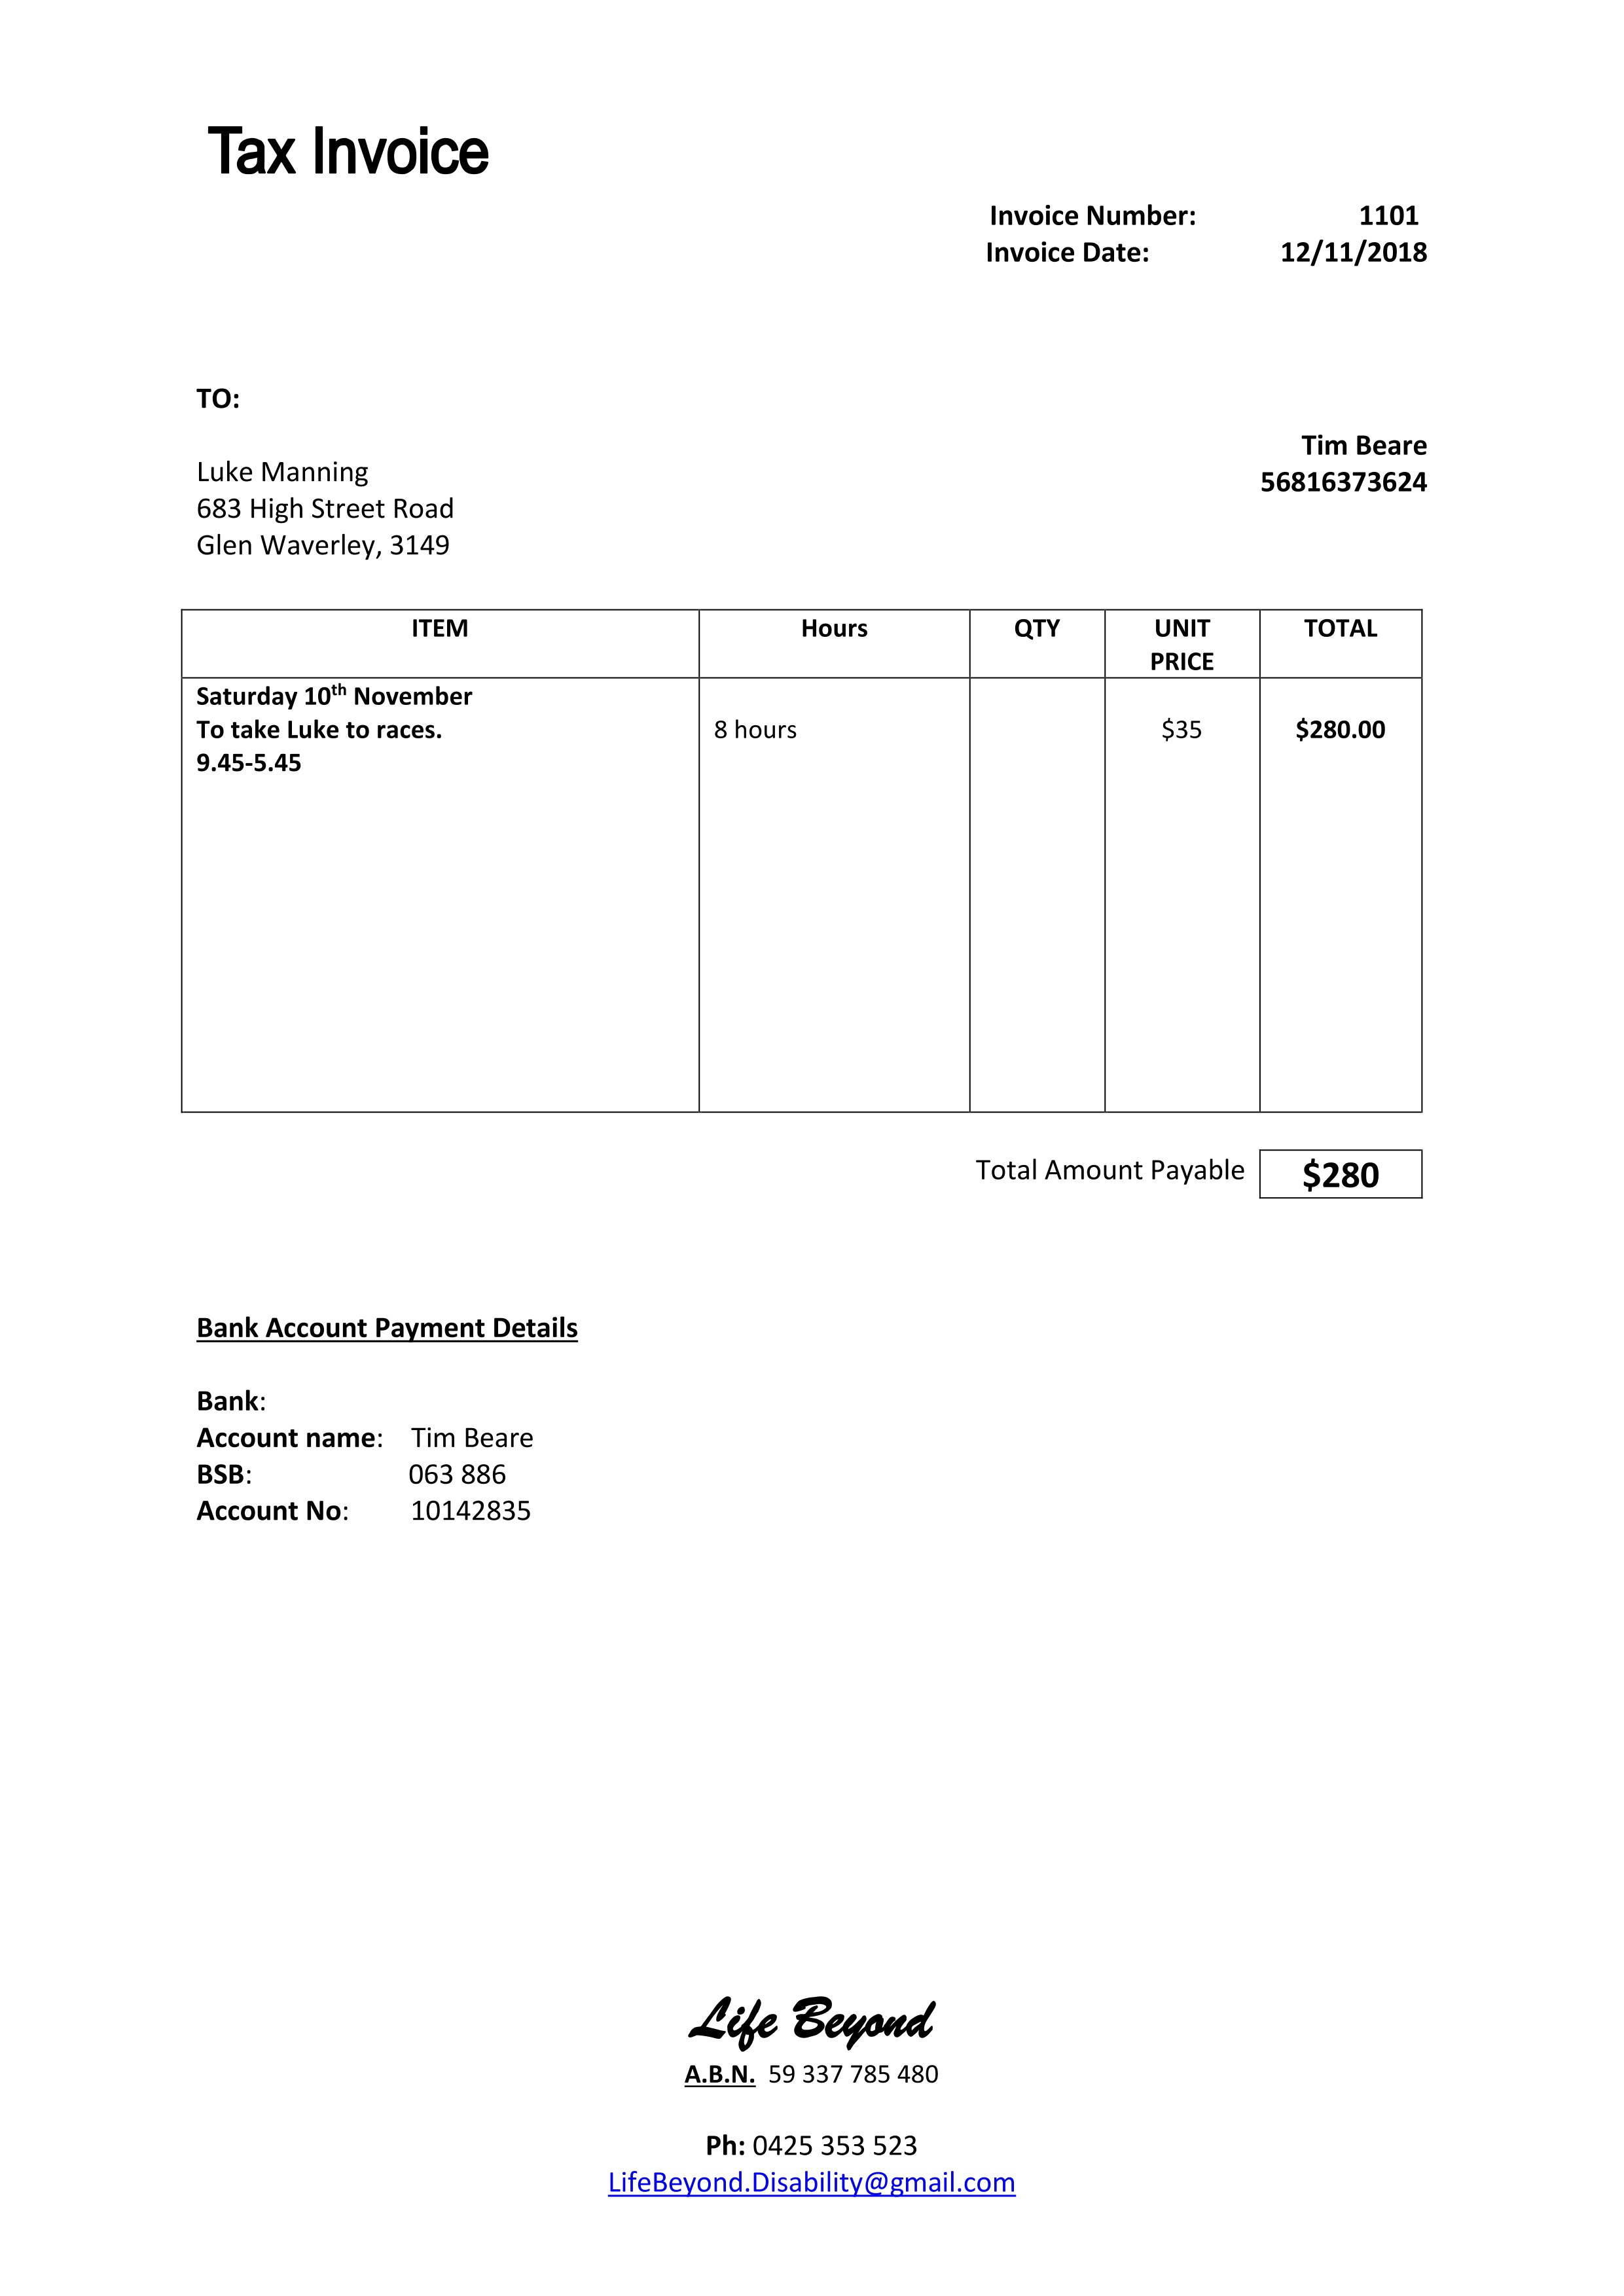 Tax Invoice
Invoice Number: 1101
Invoice Date: 12/11/2018
TO:
Tim Beare
56816373624
Luke Manning
683 High Street Road
Glen Waverley, 3149
ITEM Hours QTY UNIT PRICE TOTAL
Saturday 10th November
To take Luke to races. 8 hours $35 $280.00
9.45-5.45
Total Amount Payable $280
Bank Account Payment Details
Bank:
Account name: Tim Beare
BSB: 063 886
Account No: 10142835
Life Beyond
A.B.N. 59 337 785 480
Ph: 0425 353 523
LifeBeyond.Disability@gmail.com